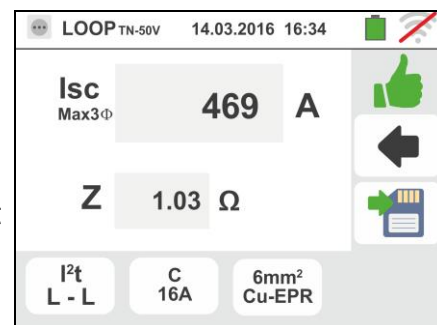 LOOP TN-50V 14.03.2016 16:34
Isc
Max3Φ
469 A
Z 1.03 Ω
I²t
L - L
C
16A
6mm²
Cu-EPR